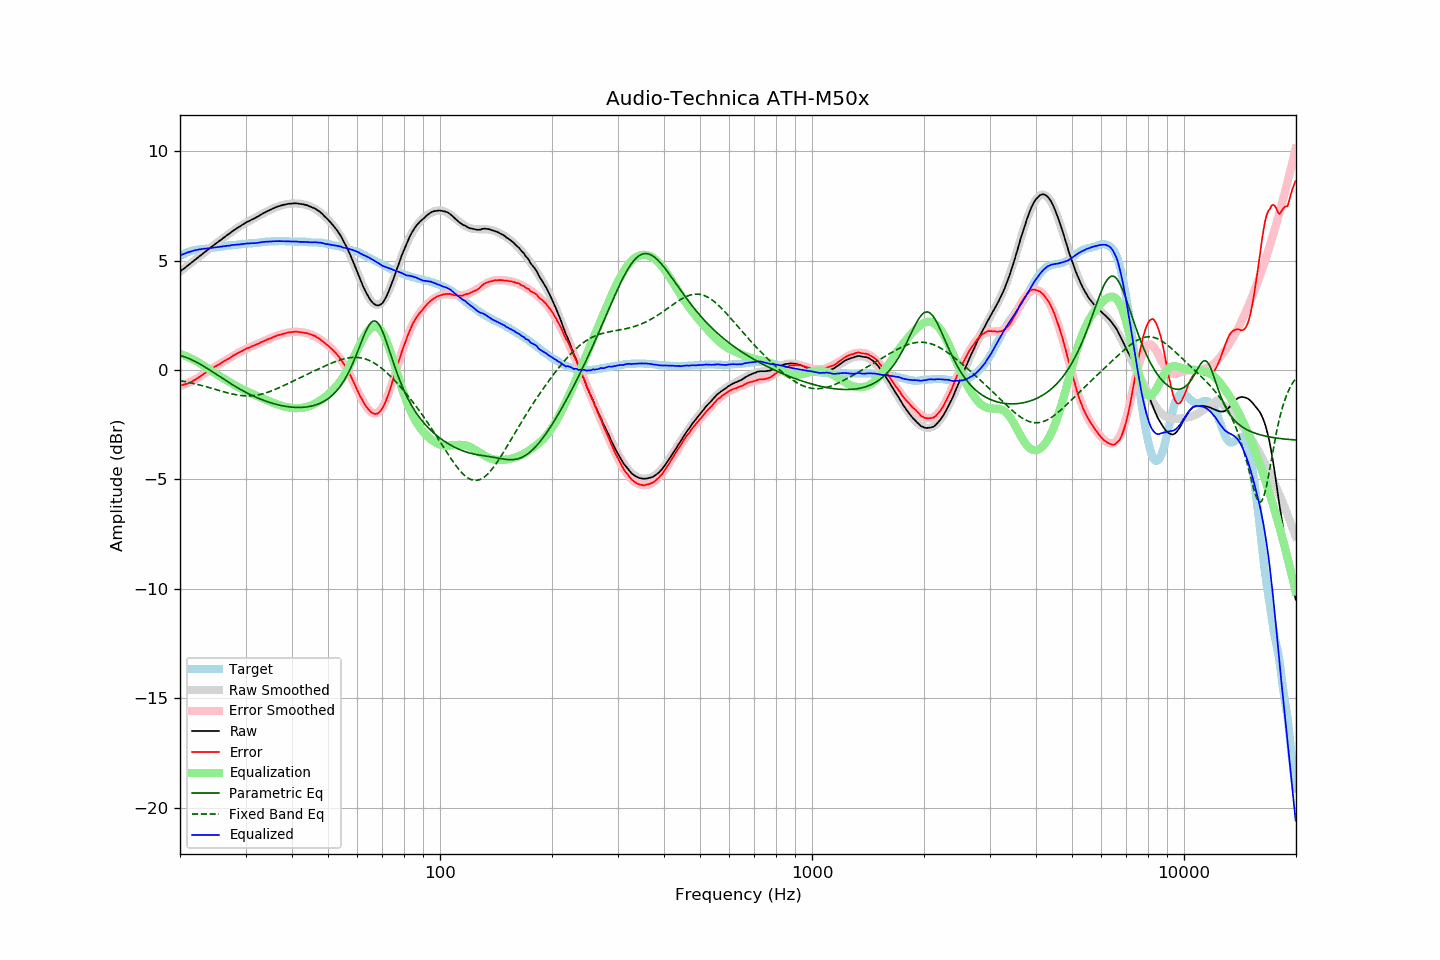 Audio-Technica ATH-M50x
10
5
0
−5
−10
−15
−20
Amplitude (dBr)
Target
Raw Smoothed
Error Smoothed
Raw
Error
Equalization
Parametric Eq
Fixed Band Eq
Equalized
100 1000 10000
Frequency (Hz)